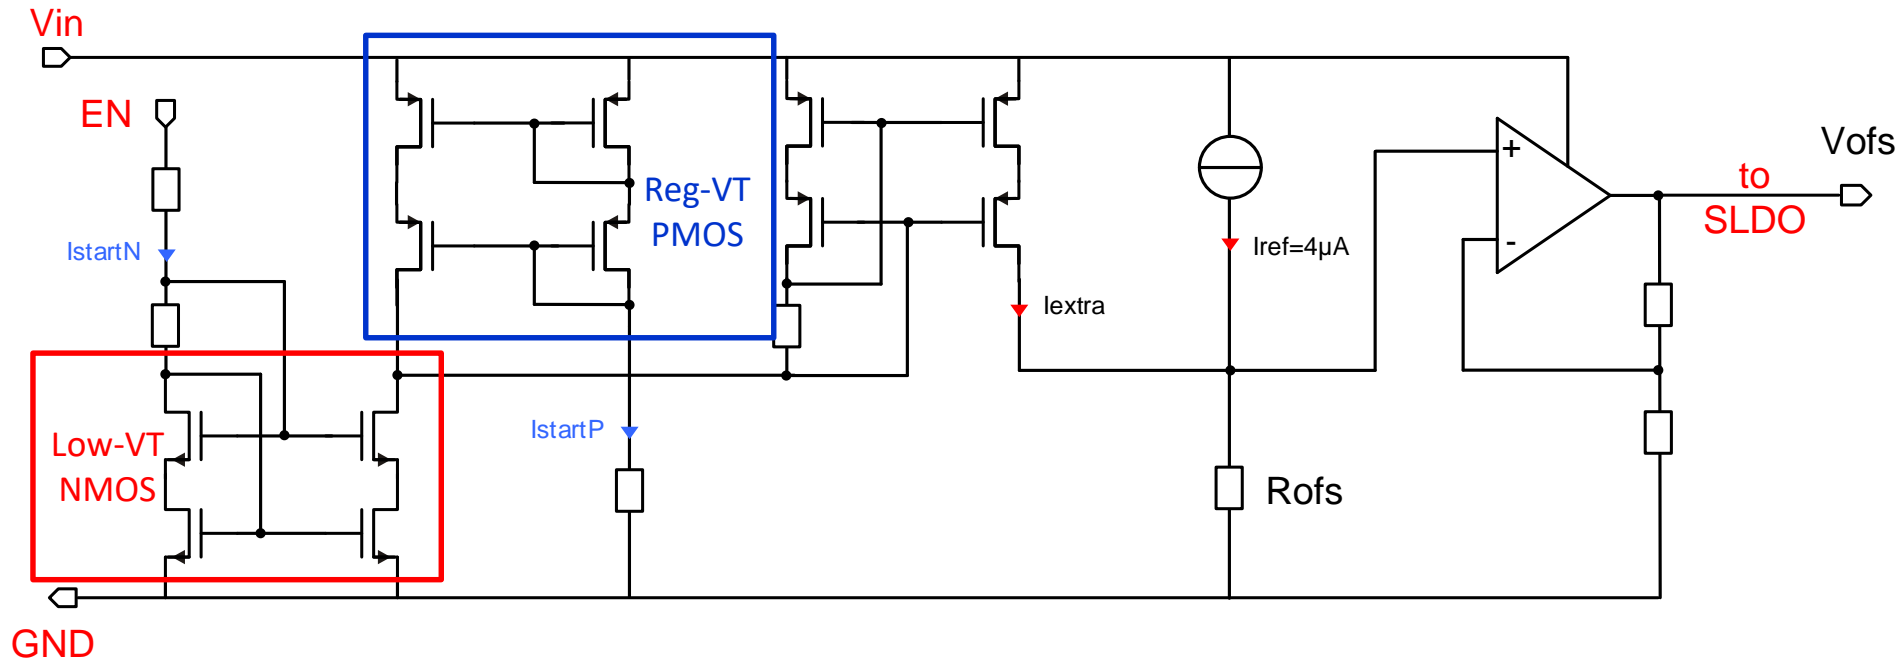 Vin
EN
IstartN
Low-VT
NMOS
GND
Reg-VT
PMOS
IstartP
Iextra
Iref=4µA
Rofs
+
-
to
SLDO
Vofs